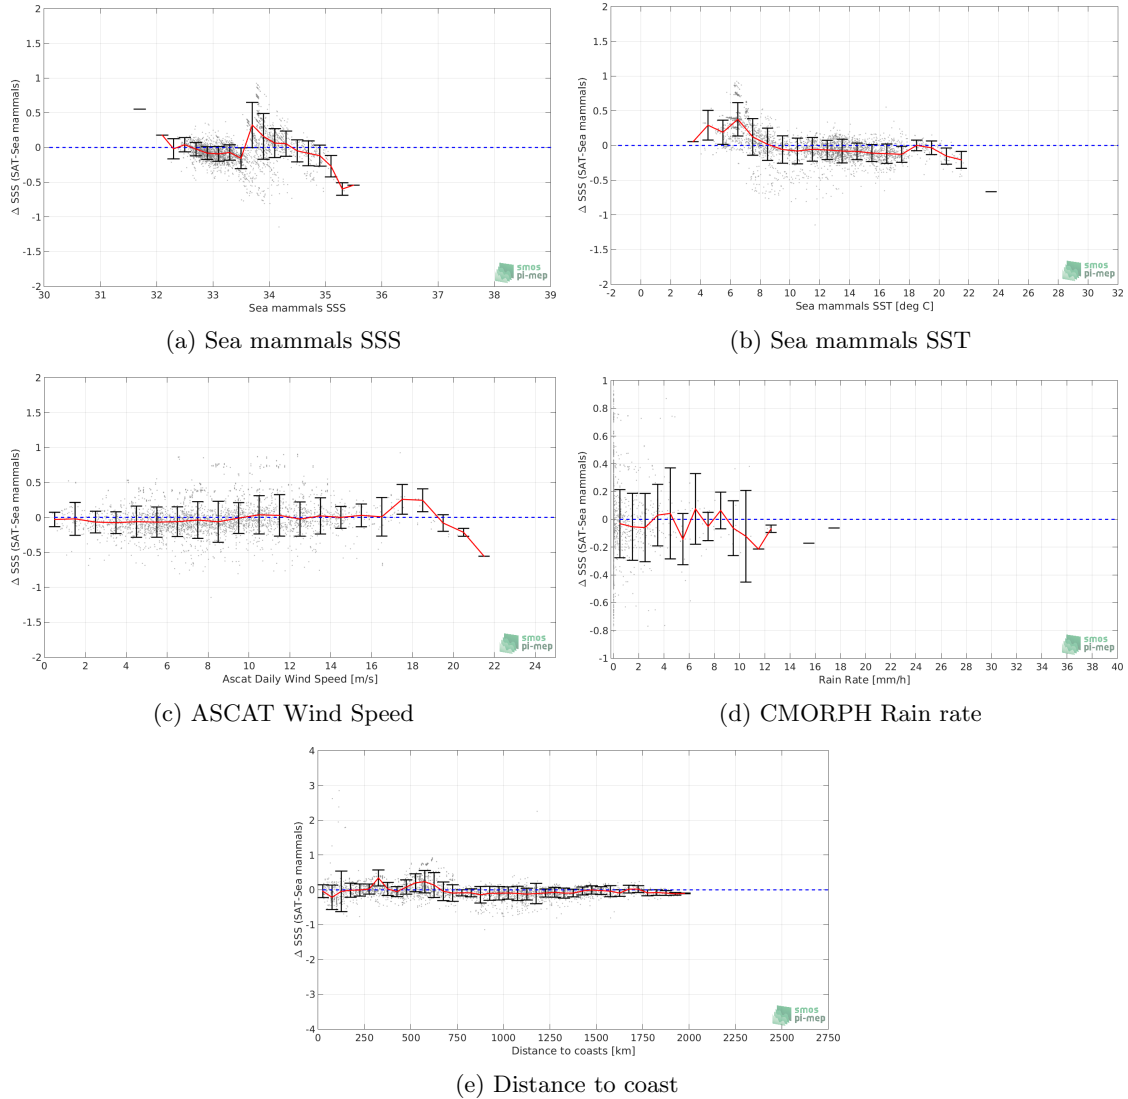 2
1.5
1
0.5
0
-0.5
-1
-1.5
-2
Δ SSS (SAT-Sea mammals)
30 31 32 33 34 35 36 37 38 39
Sea mammals SSS
smos
pi-mep
(a) Sea mammals SSS
2
1.5
1
0.5
0
-0.5
-1
-1.5
-2
Δ SSS (SAT-Sea mammals)
-2 0 2 4 6 8 10 12 14 16 18 20 22 24 26 28 30 32
Sea mammals SST [deg C]
smos
pi-mep
(b) Sea mammals SST
2
1.5
1
0.5
0
-0.5
-1
-1.5
-2
Δ SSS (SAT-Sea mammals)
0 2 4 6 8 10 12 14 16 18 20 22 24
Ascat Daily Wind Speed [m/s]
smos
pi-mep
(c) ASCAT Wind Speed
1
0.8
0.6
0.4
0.2
0
-0.2
-0.4
-0.6
-0.8
-1
Δ SSS (SAT-Sea mammals)
0 2 4 6 8 10 12 14 16 18 20 22 24 26 28 30 32 34 36 38 40
Rain Rate [mm/h]
smos
pi-mep
(d) CMORPH Rain rate
4
3
2
1
0
-1
-2
-3
-4
Δ SSS (SAT-Sea mammals)
0 250 500 750 1000 1250 1500 1750 2000 2250 2500 2750
Distance to coasts [km]
smos
pi-mep
(e) Distance to coast